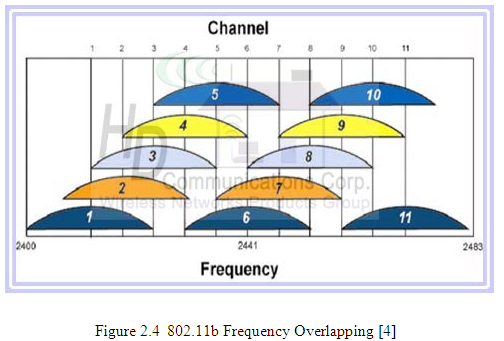 Channel
1 2 3 4 5 6 7 8 9 10 11
5 10
4 9
3 8
HD
Communications Corp.
2 7
Wireless Networks Products Group
1 6 11
2400 2441 2483
Frequency
Figure 2.4 802.11b Frequency Overlapping [4]